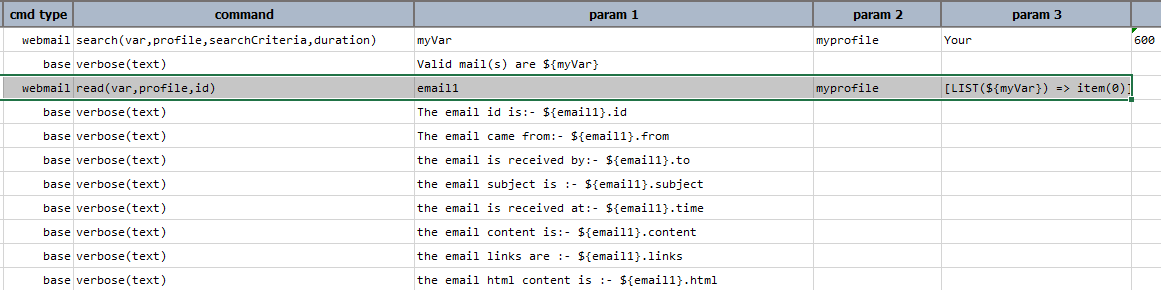 cmd type command param 1 param 2 param 3
webmail search(var,profile,searchCriteria,duration) myVar myprofile Your 600
base verbose(text) Valid mail(s) are ${myVar}
webmail read(var,profile,id) email1 myprofile [LIST(${myVar}) => item(0)]
base verbose(text) The email id is:- ${email1}.id
base verbose(text) The email came from:- ${email1}.from
base verbose(text) the email is received by:- ${email1}.to
base verbose(text) the email subject is :- ${email1}.subject
base verbose(text) the email is received at:- ${email1}.time
base verbose(text) the email content is:- ${email1}.content
base verbose(text) the email links are :- ${email1}.links
base verbose(text) the email html content is :- ${email1}.html